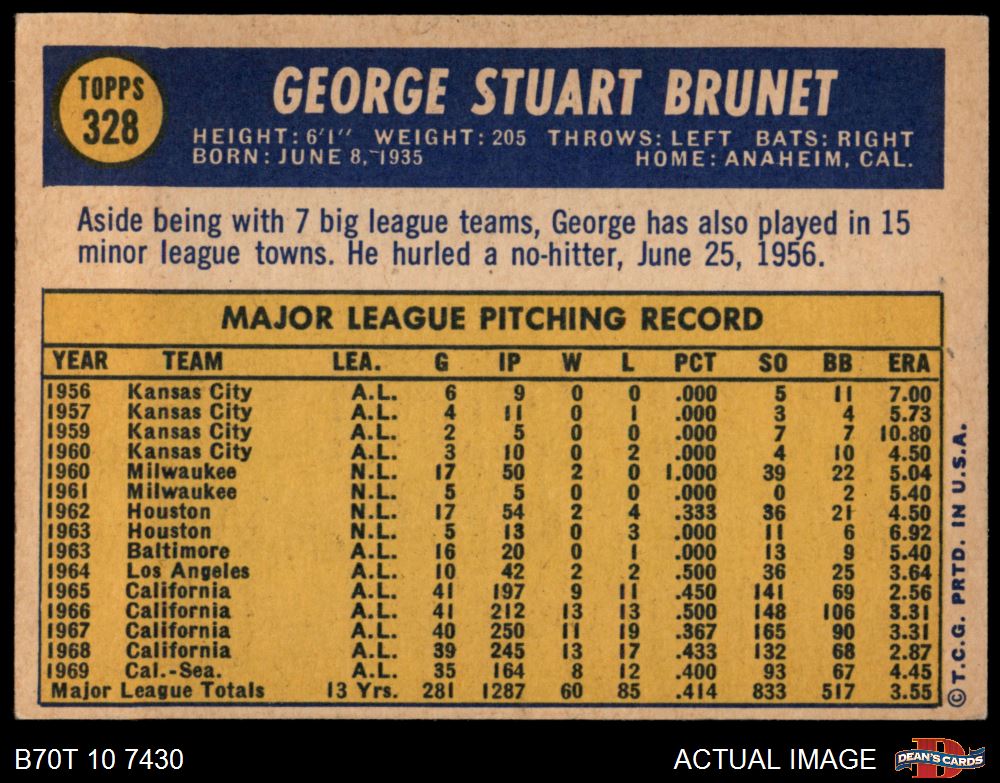 TOPPS
328
GEORGE STUART BRUNET
HEIGHT: 6'1" WEIGHT: 205 THROWS: LEFT BATS: RIGHT
BORN: JUNE 8, 1935 HOME: ANAHEIM, CAL.
Aside being with 7 big league teams, George has also played in 15
minor league towns. He hurled a no-hitter, June 25, 1956.
MAJOR LEAGUE PITCHING RECORD
YEAR TEAM LEA. G IP W L PCT SO BB ERA
1956 Kansas City A.L. 6 9 0 0 .000 5 11 7.00
1957 Kansas City A.L. 4 11 0 1 .000 3 4 5.73
1959 Kansas City A.L. 2 5 0 0 .000 7 7 10.80
1960 Kansas City A.L. 3 10 0 2 .000 4 10 4.50
1960 Milwaukee N.L. 17 50 2 0 1.000 39 22 5.04
1961 Milwaukee N.L. 5 5 0 0 .000 0 2 5.40
1962 Houston N.L. 17 54 2 4 .333 36 21 4.50
1963 Houston N.L. 5 13 0 3 .000 11 6 6.92
1963 Baltimore A.L. 16 20 0 1 .000 13 9 5.40
1964 Los Angeles A.L. 10 42 2 2 .500 36 25 3.64
1965 California A.L. 41 197 9 11 .450 141 69 2.56
1966 California A.L. 41 212 13 13 .500 148 106 3.31
1967 California A.L. 40 250 11 19 .367 165 90 3.31
1968 California A.L. 39 245 13 17 .433 132 68 2.87
1969 Cal.-Sea. A.L. 35 164 8 12 .400 93 67 4.45
Major League Totals 13 Yrs. 281 1287 60 85 .414 833 517 3.55
© T.C.G. PRTD. IN U.S.A.
B70T 10 7430 ACTUAL IMAGE
D
DEAN'S CARDS